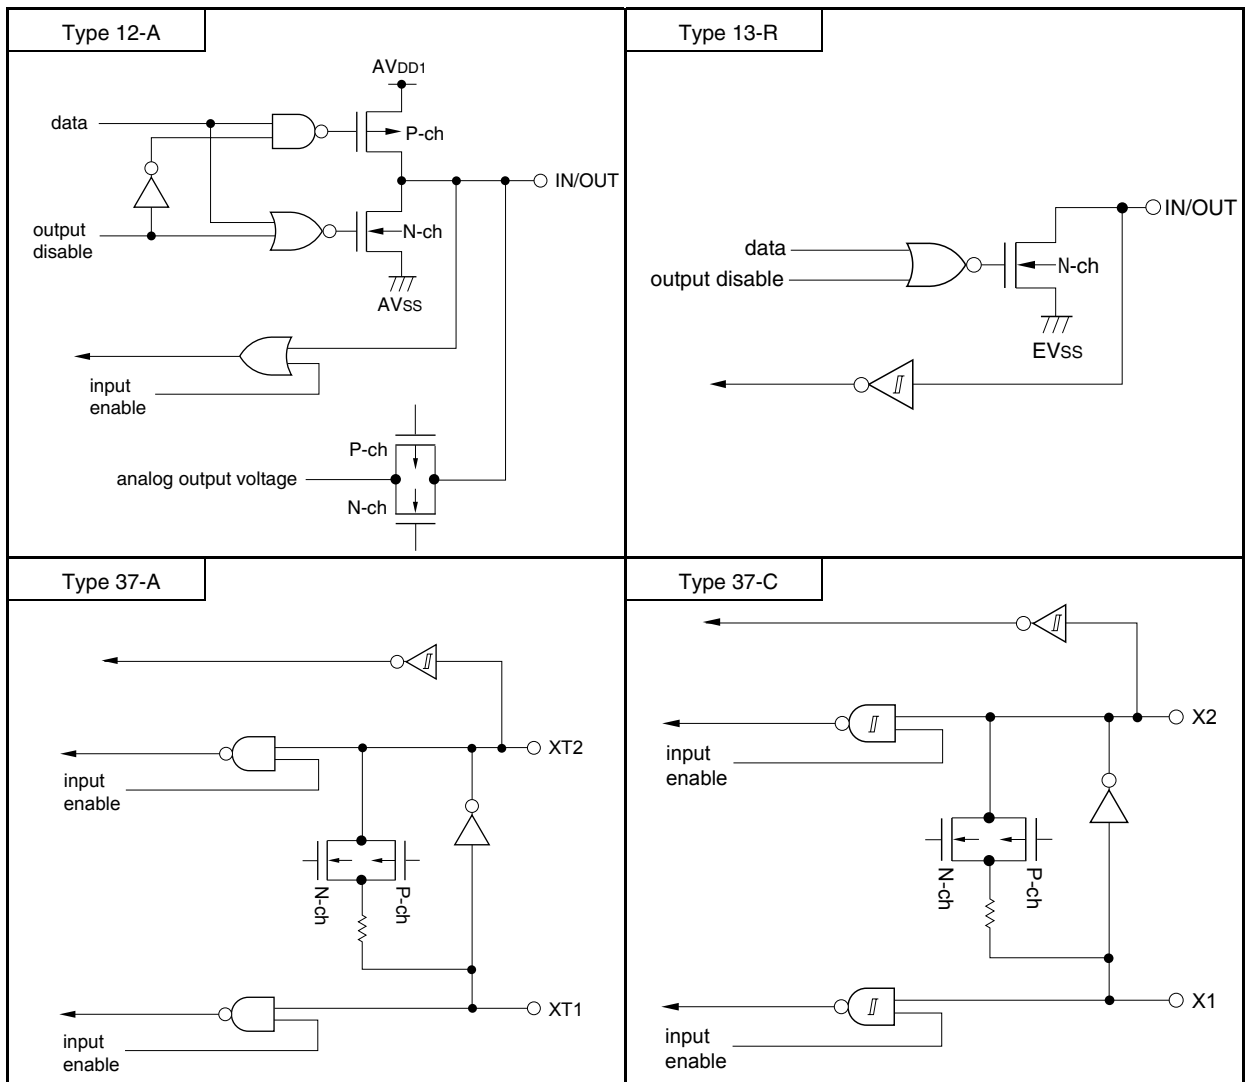 Type 12-A
AVDD1
data
P-ch
IN/OUT
output
disable
N-ch
AVSS
input
enable
P-ch
analog output voltage
N-ch
Type 13-R
IN/OUT
data
output disable
N-ch
EVSS
Type 37-A
XT2
input
enable
N-ch
P-ch
XT1
input
enable
Type 37-C
X2
input
enable
N-ch
P-ch
X1
input
enable